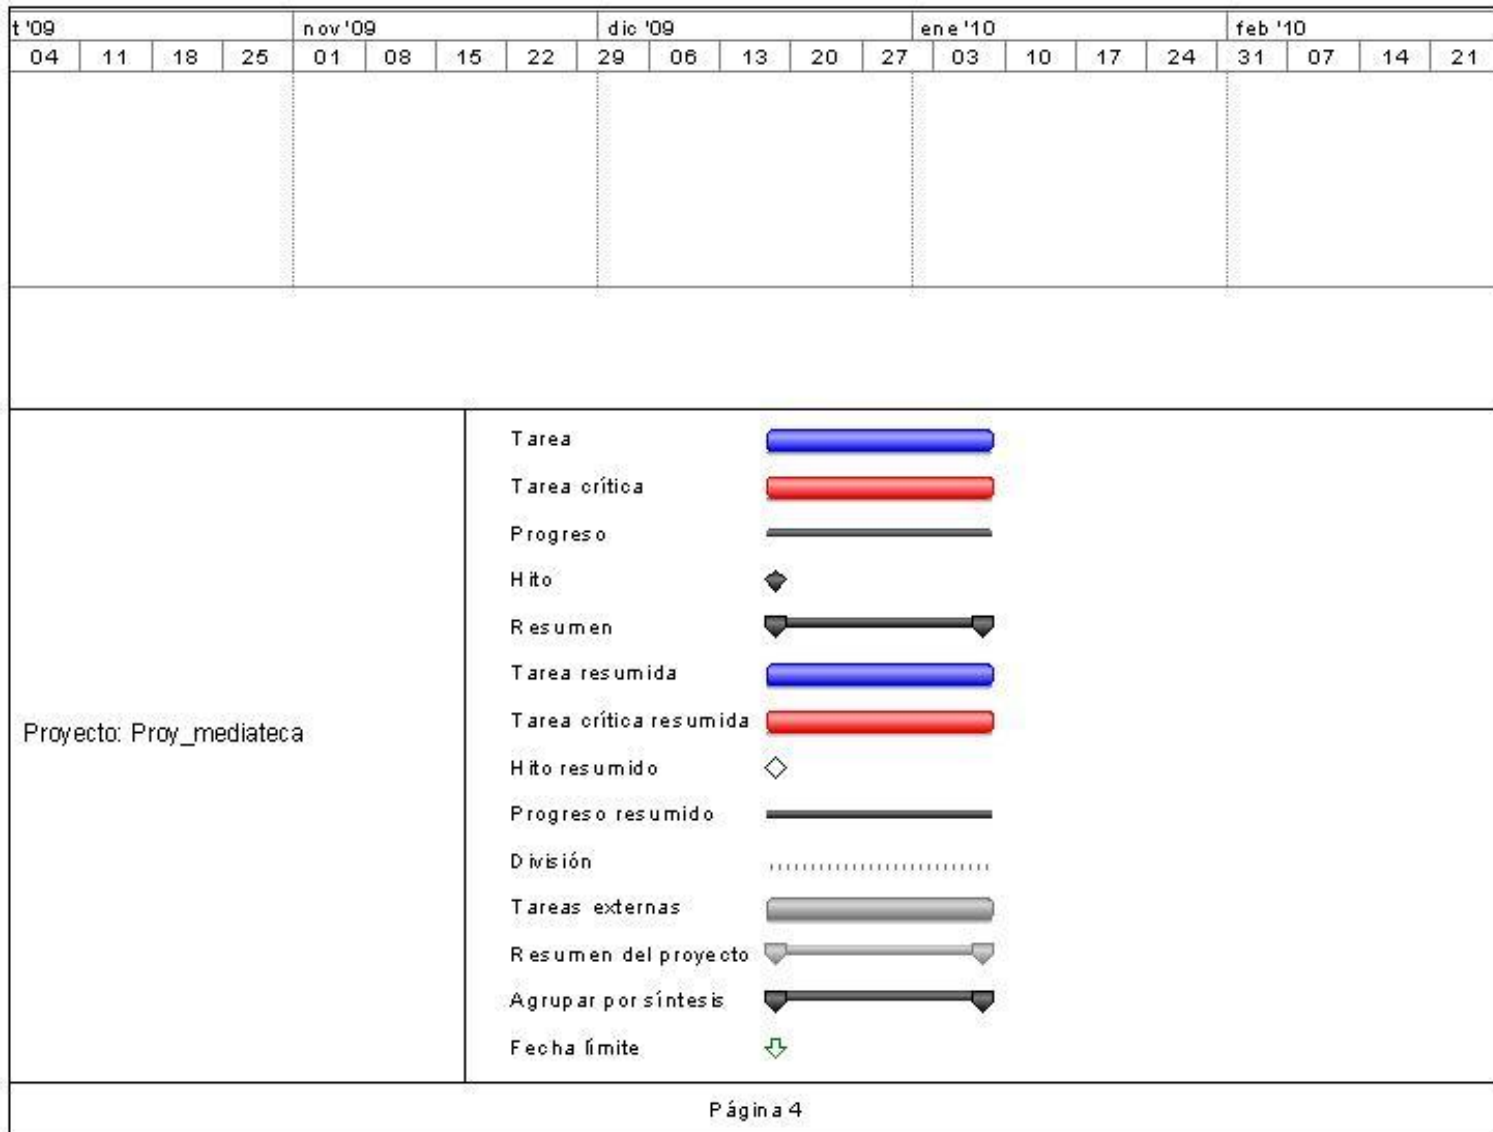 t '09 nov '09 dic '09 ene '10 feb '10
04 11 18 25 01 08 15 22 29 06 13 20 27 03 10 17 24 31 07 14 21
Tarea
Tarea crítica
Progreso
Hito
Resumen
Tarea resumida
Tarea crítica resumida
Proyecto: Proy_mediateca
Hito resumido
Progreso resumido
División
Tareas externas
Resumen del proyecto
Agrupar por síntesis
Fecha límite
Página 4